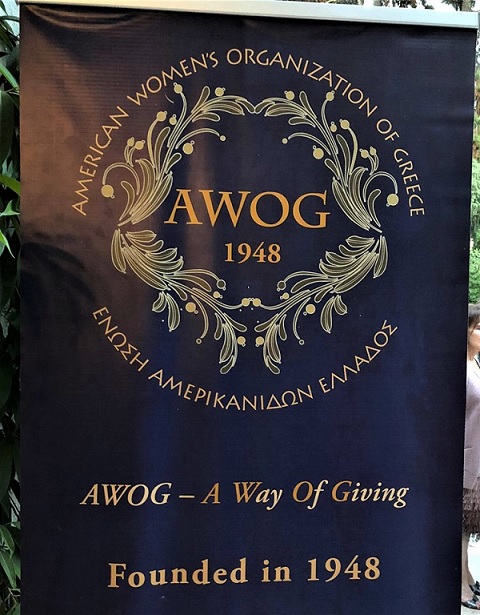 AMERICAN WOMEN'S ORGANIZATION OF GREECE
AWOG
1948
ΕΝΩΣΗ ΑΜΕΡΙΚΑΝΙΔΩΝ ΕΛΛΑΔΟΣ
AWOG – A Way Of Giving
Founded in 1948